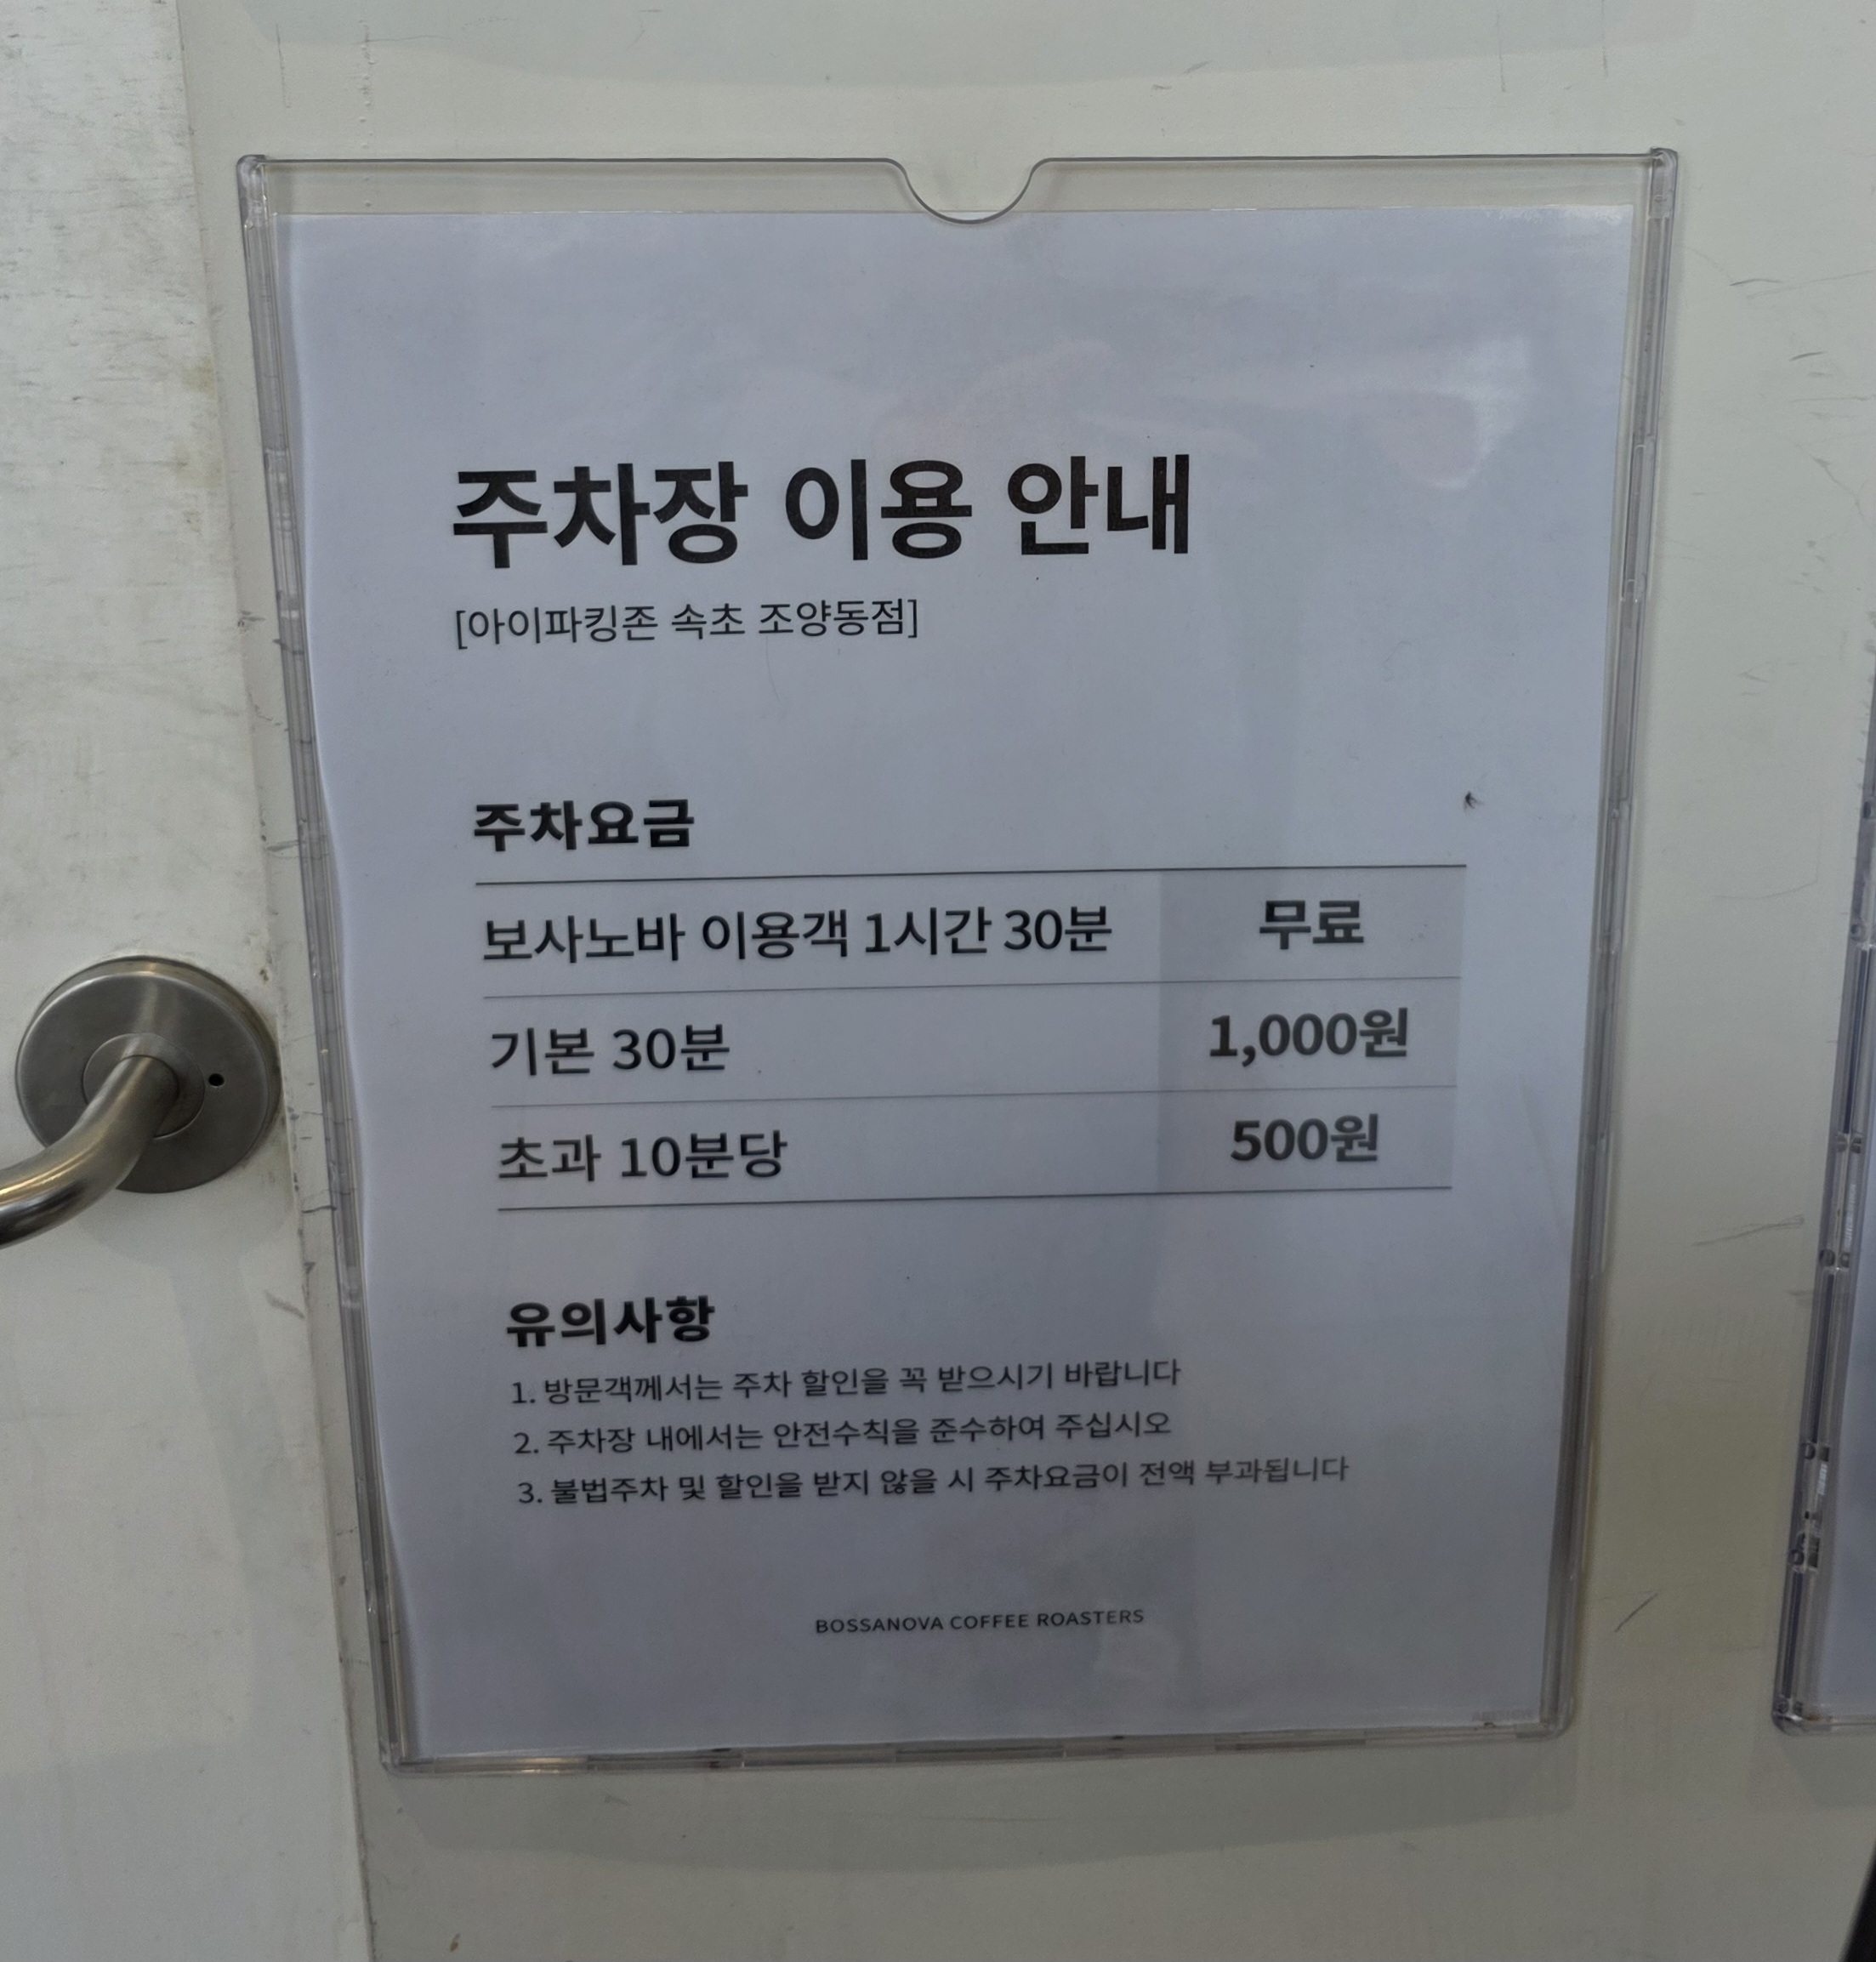 주차장 이용 안내
[아이파킹존 속초 조양동점]
주차요금
보사노바 이용객 1시간 30분 무료
기본 30분 1,000원
초과 10분당 500원
유의사항
1. 방문객께서는 주차 할인을 꼭 받으시기 바랍니다
2. 주차장 내에서는 안전수칙을 준수하여 주십시오
3. 불법주차 및 할인을 받지 않을 시 주차요금이 전액 부과됩니다
BOSSANOVA COFFEE ROASTERS